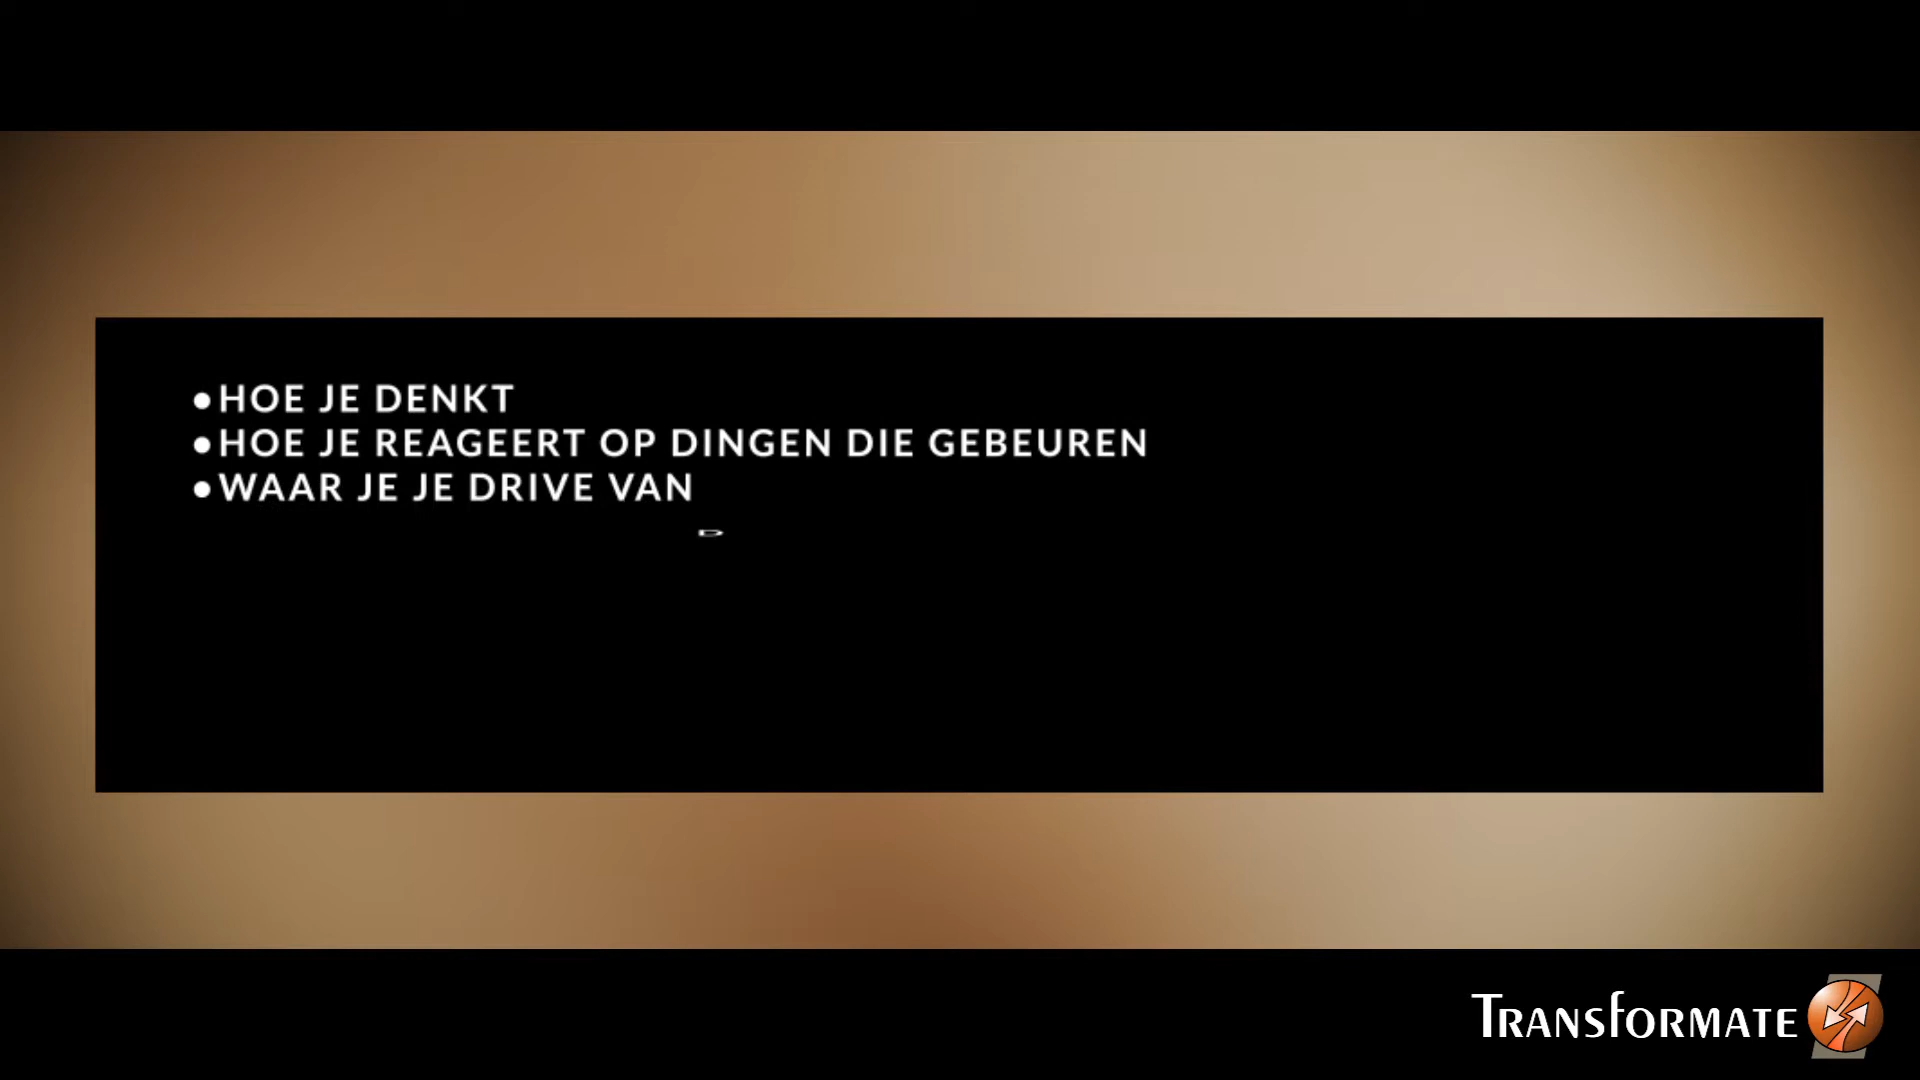 ●HOE JE DENKT
●HOE JE REAGEERT OP DINGEN DIE GEBEUREN
●WAAR JE JE DRIVE VAN
D
TRANSFORMATE